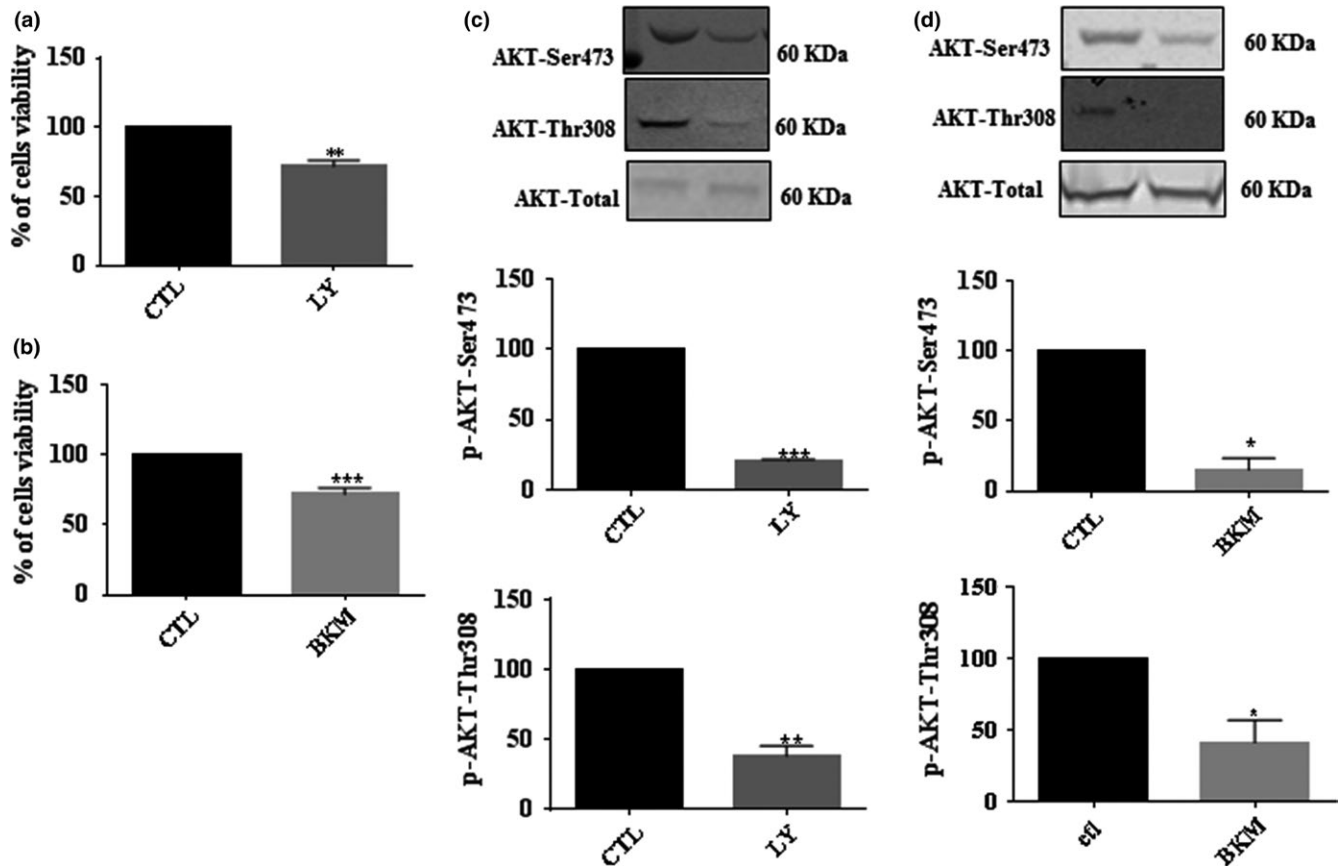 (a)
% of cells viability
150
100
50
0
**
CTL
LY
(b)
% of cells viability
150
100
50
0
***
CTL
BKM
(c)
AKT-Ser473
60 KDa
AKT-Thr308
60 KDa
AKT-Total
60 KDa
p-AKT-Ser473
150
100
50
0
***
CTL
LY
p-AKT-Thr308
150
100
50
0
**
CTL
LY
(d)
AKT-Ser473
60 KDa
AKT-Thr308
60 KDa
AKT-Total
60 KDa
p-AKT-Ser473
150
100
50
0
*
CTL
BKM
p-AKT-Thr308
150
100
50
0
*
ctl
BKM